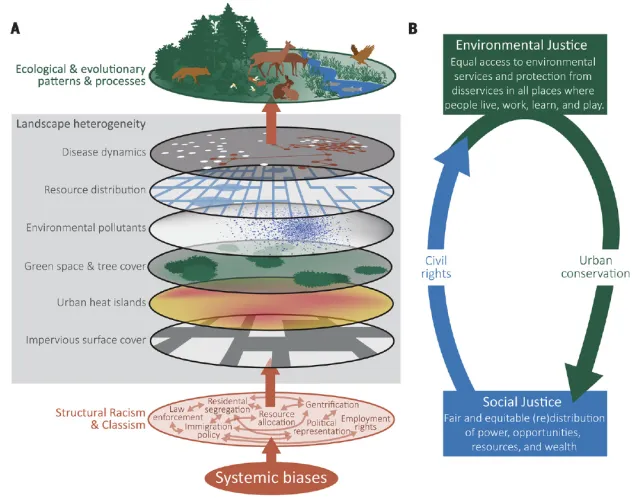 A
Ecological & evolutionary
patterns & processes
Landscape heterogeneity
Disease dynamics
Resource distribution
Environmental pollutants
Green space & tree cover
Urban heat islands
Impervious surface cover
Structural Racism
& Classism
Law
enforcement
Residental
segregation
Immigration
policy
Resource
allocation
Gentrification
Political
representation
Employment
rights
Systemic biases
B
Environmental Justice
Equal access to environmental
services and protection from
disservices in all places where
people live, work, learn, and play.
Civil
rights
Urban
conservation
Social Justice
Fair and equitable (re)distribution
of power, opportunities,
resources, and wealth